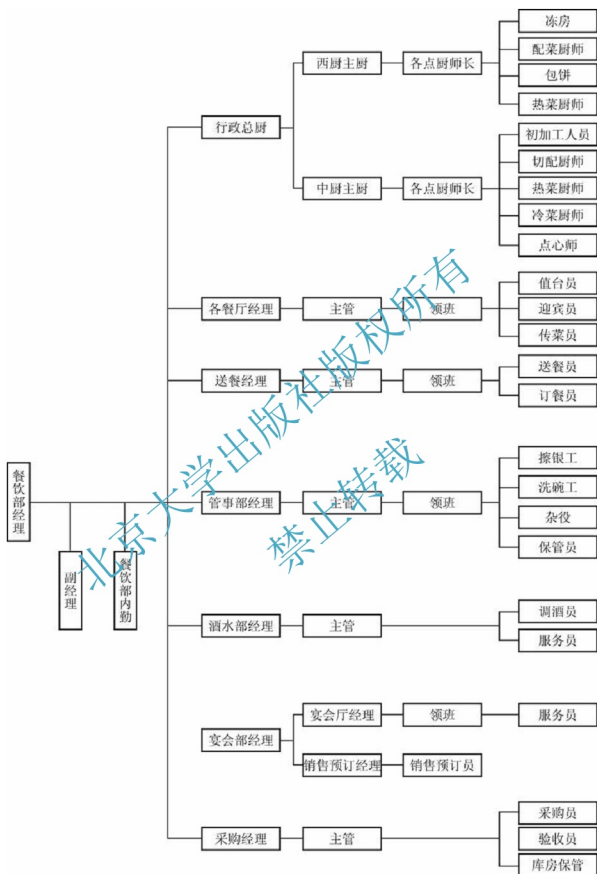 冻房
西厨主厨
各点厨师长
配菜厨师
包饼
热菜厨师
行政总厨
初加工人员
切配厨师
中厨主厨
各点厨师长
热菜厨师
冷菜厨师
点心师
值台员
各餐厅经理
主管
领班
迎宾员
传菜员
送餐员
送餐经理
主管
领班
订餐员
擦银工
洗碗工
餐饮部经理
管事部经理
主管
领班
杂役
保管员
副经理
餐饮部内勤
调酒员
酒水部经理
主管
服务员
宴会厅经理
领班
服务员
宴会部经理
销售预订经理
销售预订员
采购员
采购经理
主管
验收员
库房保管
北京大学出版社版权所有
禁止转载